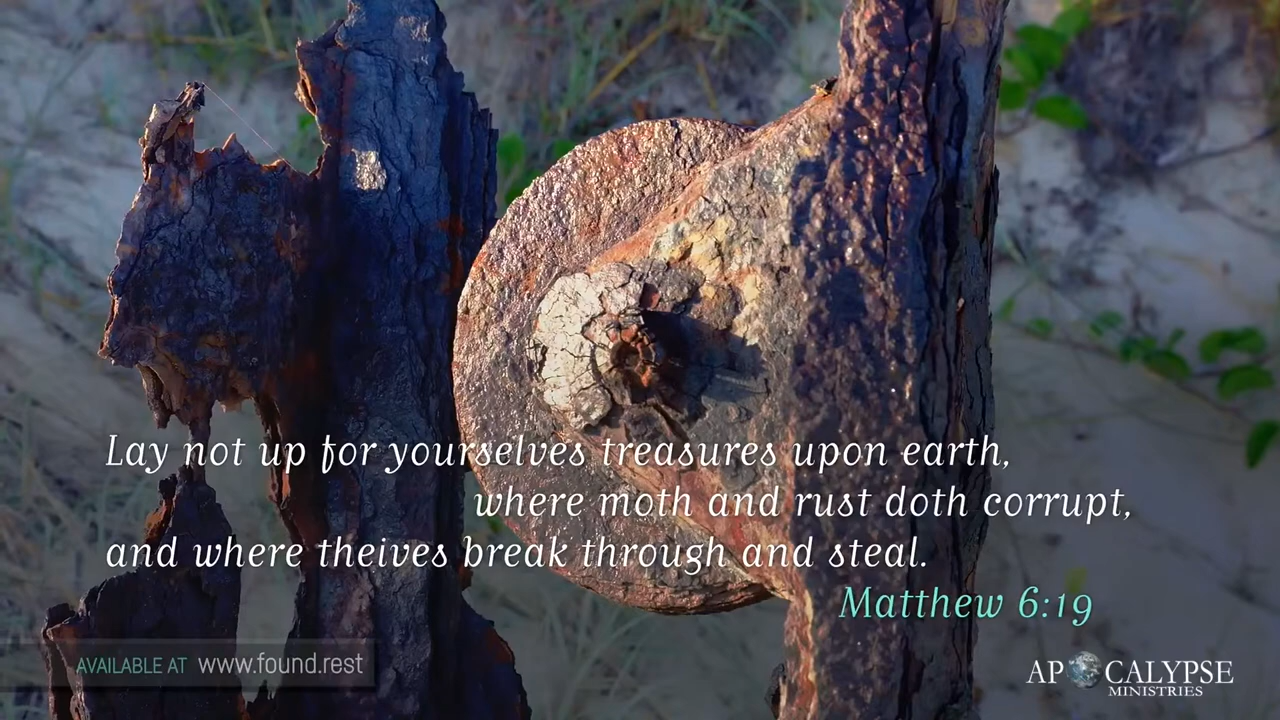 Lay not up for yourselves treasures upon earth,
where moth and rust doth corrupt,
and where theives break through and steal.
Matthew 6:19
AVAILABLE AT www.found.rest
APOCALYPSE
MINISTRIES